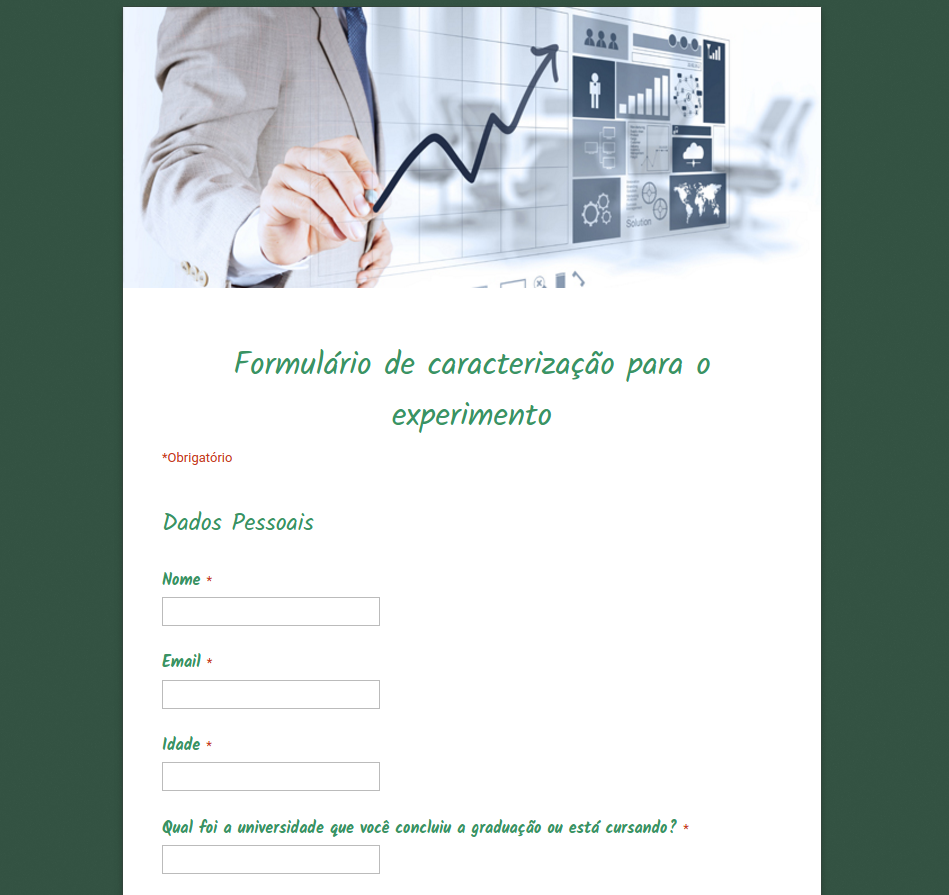 Solution
Formulário de caracterização para o
experimento
*Obrigatório
Dados Pessoais
Nome *
Email *
Idade *
Qual foi a universidade que você concluiu a graduação ou está cursando? *